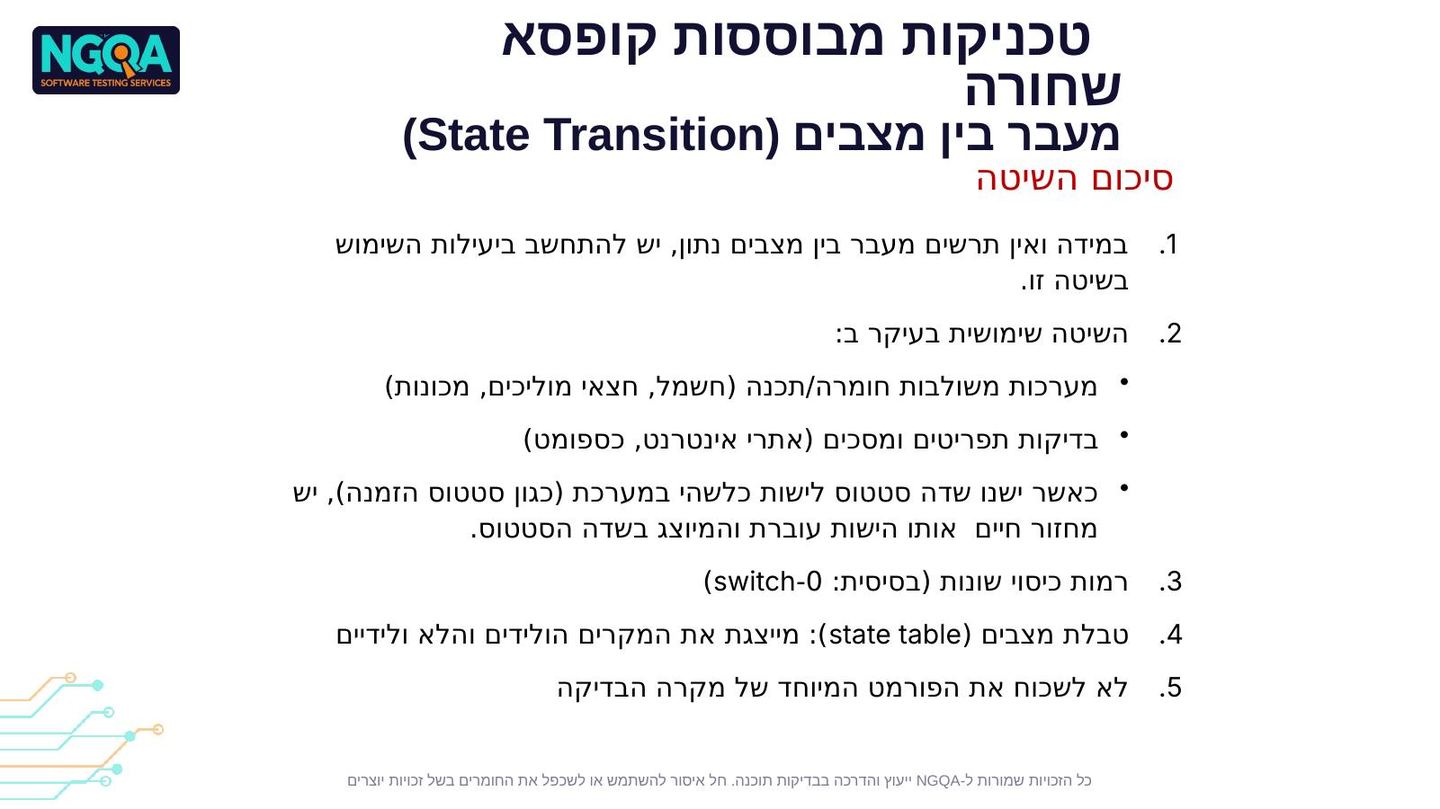 NGQA
SOFTWARE TESTING SERVICES
טכניקות מבוססות קופסא
שחורה
מעבר בין מצבים (State Transition)
סיכום השיטה
1. במידה ואין תרשים מעבר בין מצבים נתון, יש להתחשב ביעילות השימוש
בשיטה זו.
2. השיטה שימושית בעיקר ב:
• מערכות משולבות חומרה/תכנה (חשמל, חצאי מוליכים, מכונות)
• בדיקות תפריטים ומסכים (אתרי אינטרנט, כספומט)
• כאשר ישנו שדה סטטוס לישות כלשהי במערכת (כגון סטטוס הזמנה), יש
מחזור חיים  אותו הישות עוברת והמיוצג בשדה הסטטוס.
3. רמות כיסוי שונות (בסיסית: switch-0)
4. טבלת מצבים (state table): מייצגת את המקרים הולידים והלא ולידיים
5. לא לשכוח את הפורמט המיוחד של מקרה הבדיקה
כל הזכויות שמורות ל-NGQA ייעוץ והדרכה בבדיקות תוכנה. חל איסור להשתמש או לשכפל את החומרים בשל זכויות יוצרים